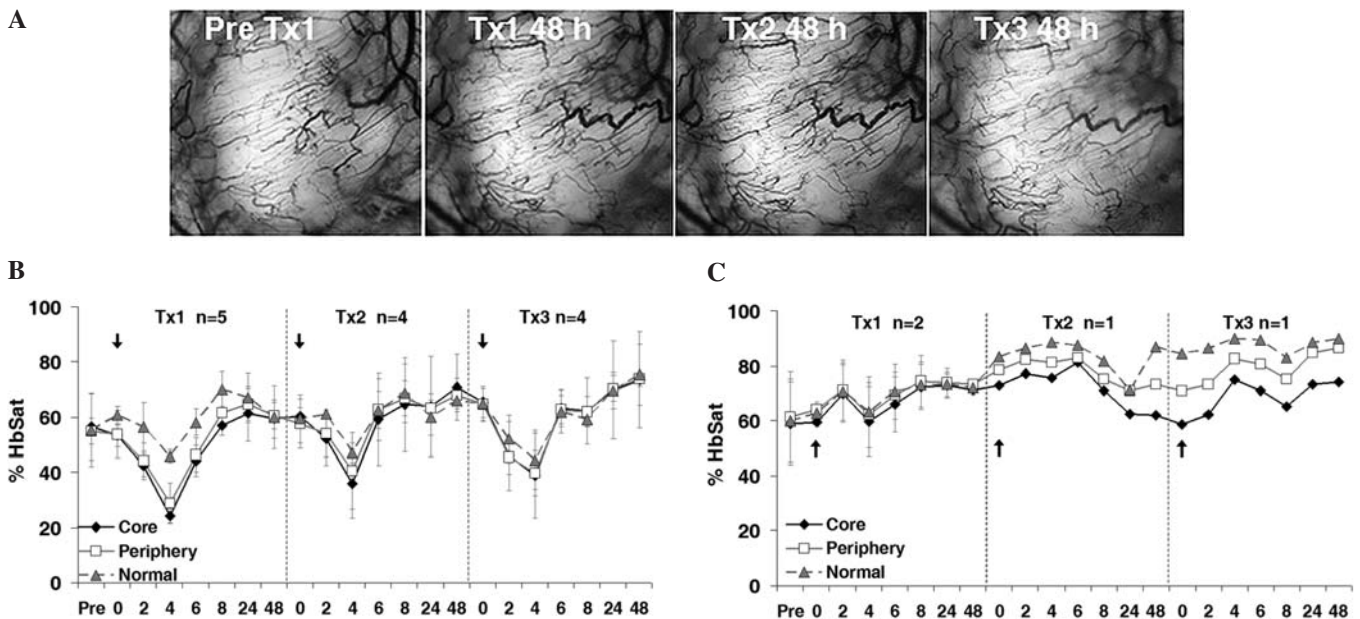 A
Pre Tx1 Tx1 48 h Tx2 48 h Tx3 48 h
B
100
80
60
40
20
0
% HbSat
Tx1 n=5 Tx2 n=4 Tx3 n=4
Core
Periphery
Normal
Pre 0 2 4 6 8 24 48 0 2 4 6 8 24 48 0 2 4 6 8 24 48
C
100
80
60
40
20
0
% HbSat
Tx1 n=2 Tx2 n=1 Tx3 n=1
Core
Periphery
Normal
Pre 0 2 4 6 8 24 48 0 2 4 6 8 24 48 0 2 4 6 8 24 48